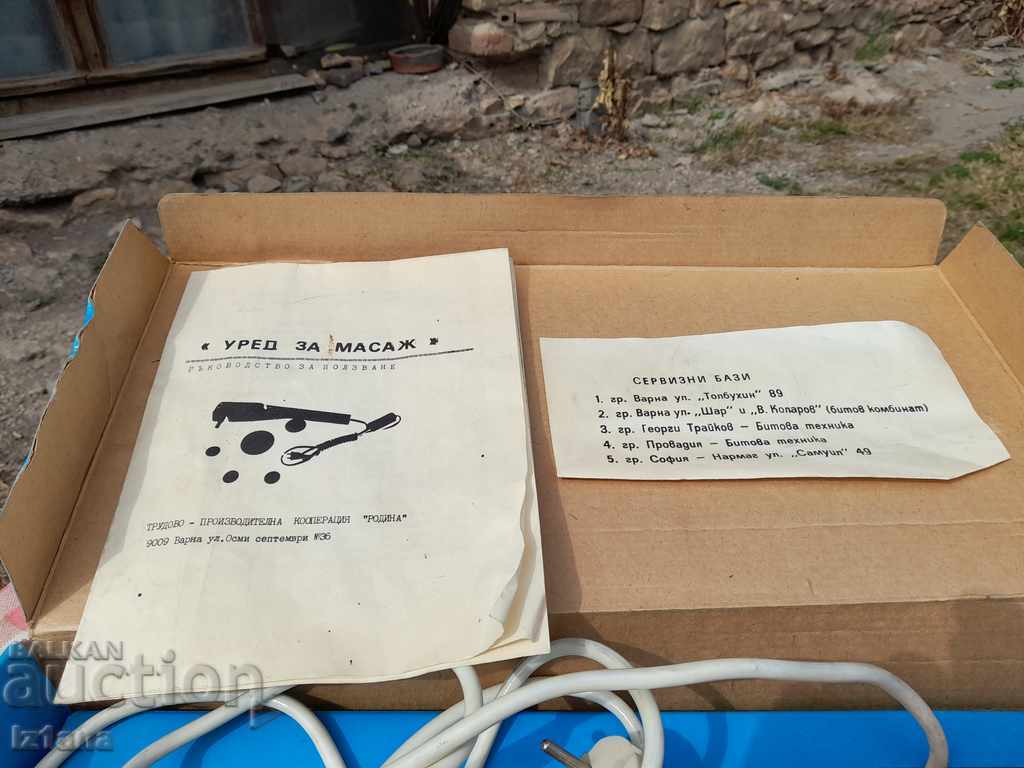 « УРЕД ЗА МАСАЖ »
РЪКОВОДСТВО ЗА ПОЛЗВАНЕ
ТРУДОВО - ПРОИЗВОДИТЕЛНА КООПЕРАЦИЯ "РОДИНА"
9009 Варна ул. Осми септември №36
СЕРВИЗНИ БАЗИ
1. гр. Варна ул. „Толбухин" 89
2. гр. Варна ул. „Шар" и „В. Коларов" (битов комбинат)
3. гр. Георги Трайков – Битова техника
4. гр. Провадия – Битова техника
5. гр. София – Нармаг ул. „Самуил" 49
BALKAN
auction
iz1ana